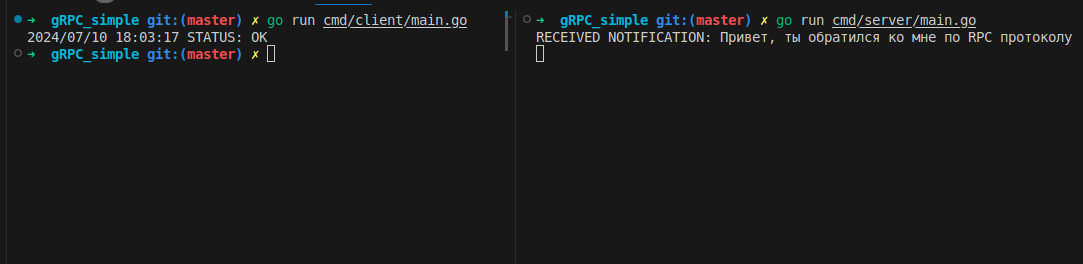 ➜ gRPC_simple git:(master) ✗ go run cmd/client/main.go
2024/07/10 18:03:17 STATUS: OK
➜ gRPC_simple git:(master) ✗
➜ gRPC_simple git:(master) ✗ go run cmd/server/main.go
RECEIVED NOTIFICATION: Привет, ты обратился ко мне по RPC протоколу